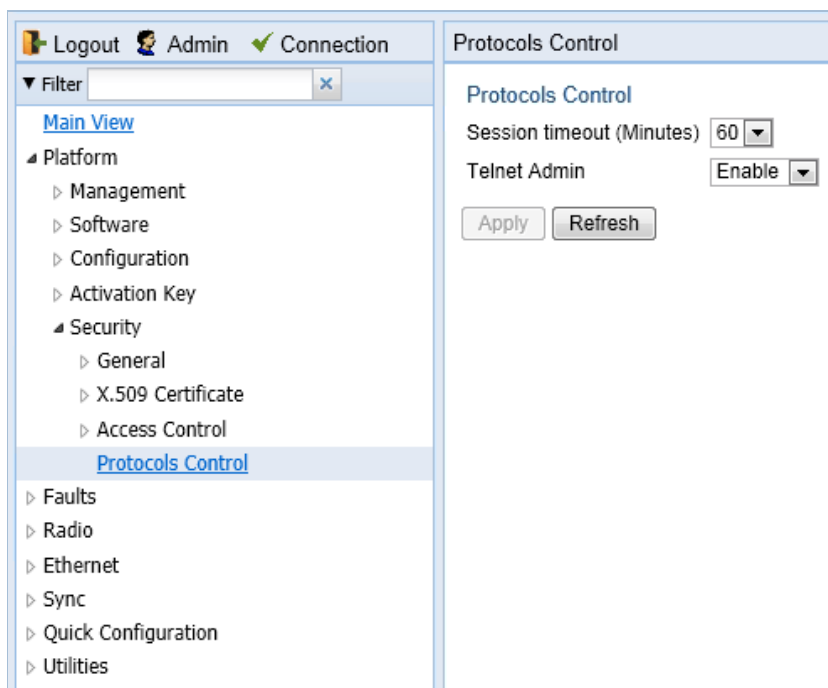 Logout Admin Connection
Filter
Main View
Platform
Management
Software
Configuration
Activation Key
Security
General
X.509 Certificate
Access Control
Protocols Control
Faults
Radio
Ethernet
Sync
Quick Configuration
Utilities
Protocols Control
Protocols Control
Session timeout (Minutes) 60
Telnet Admin Enable
Apply Refresh